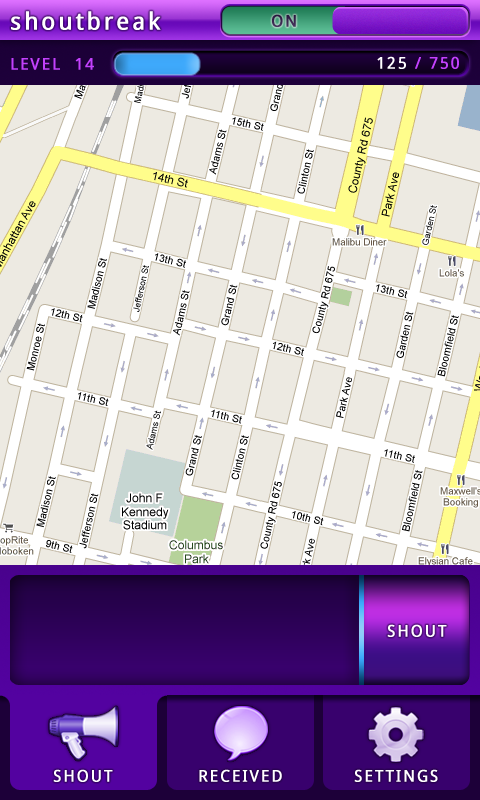 shoutbreak
ON
LEVEL 14
125 / 750
Adams St
15th St
Clinton St
County Rd 675
Park Ave
14th St
Garden St
Manhattan Ave
Malibu Diner
Lola's
13th St
Madison St
Jefferson St
Adams St
Grand St
County Rd 675
13th St
12th St
Monroe St
12th St
Garden St
Bloomfield St
Park Ave
11th St
Adams St
11th St
Grand St
Clinton St
11th St
Madison St
Jefferson St
John F
Kennedy
Stadium
County Rd 675
Bloomfield St
Maxwell's
Booking
10th St
opRite
oboken
9th St
Columbus
Park
rk Ave
Elysian Cafe
SHOUT
SHOUT
RECEIVED
SETTINGS